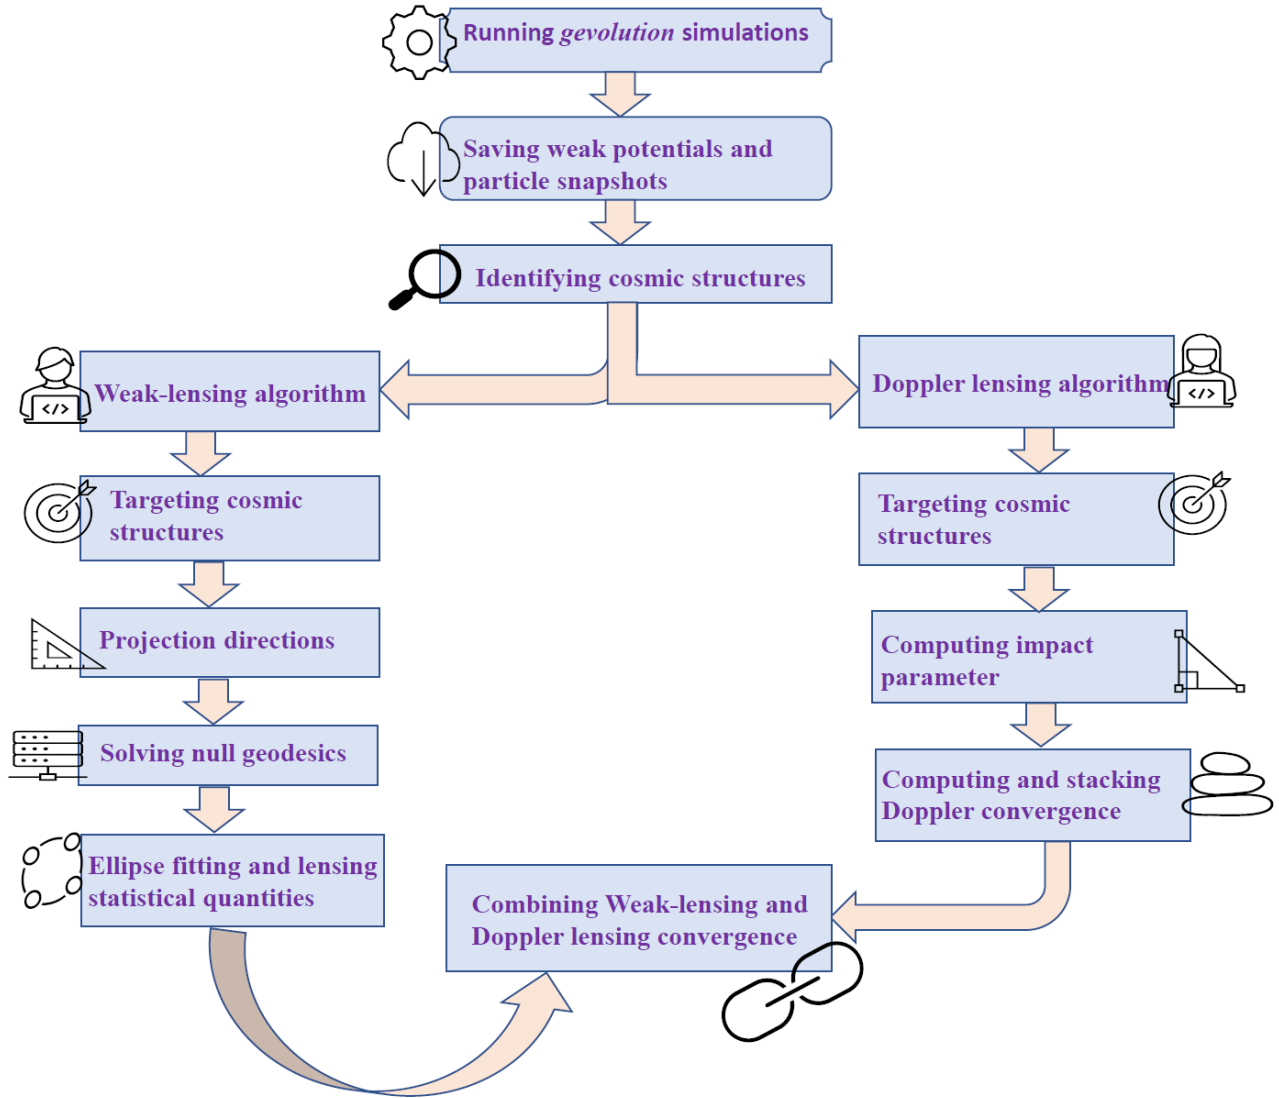 Running gevolution simulations
Saving weak potentials and
particle snapshots
Identifying cosmic structures
Weak-lensing algorithm
</>
Targeting cosmic
structures
Projection directions
Solving null geodesics
Ellipse fitting and lensing
statistical quantities
Doppler lensing algorithm
</>
Targeting cosmic
structures
Computing impact
parameter
Computing and stacking
Doppler convergence
Combining Weak-lensing and
Doppler lensing convergence